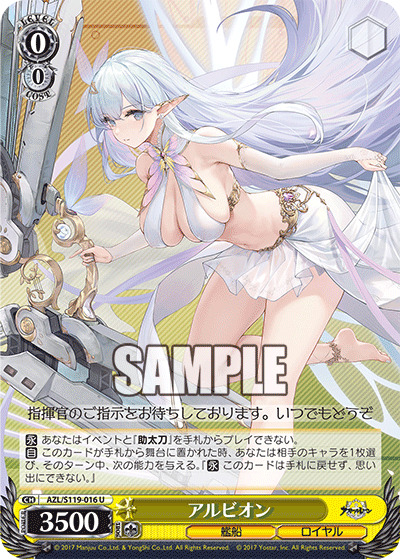 LEVEL
0
0
COST
SAMPLE
指揮官のご指示をお待ちしております。いつでもどうぞ
永 あなたはイベントと『助太刀』を手札からプレイできない。
自 このカードが手札から舞台に置かれた時、あなたは相手のキャラを1枚選
び、そのターン中、次の能力を与える。『永 このカードは手札に戻せず、思い
出にできない。』
CH AZL/S119-016 U
アルビオン
3500
艦船
ロイヤル
アズールレーン
© 2017 Manjuu Co.,Ltd. & YongShi Co.,Ltd. All Rights Reserved. © 2017 Yostar, Inc. All Rights Reserved.